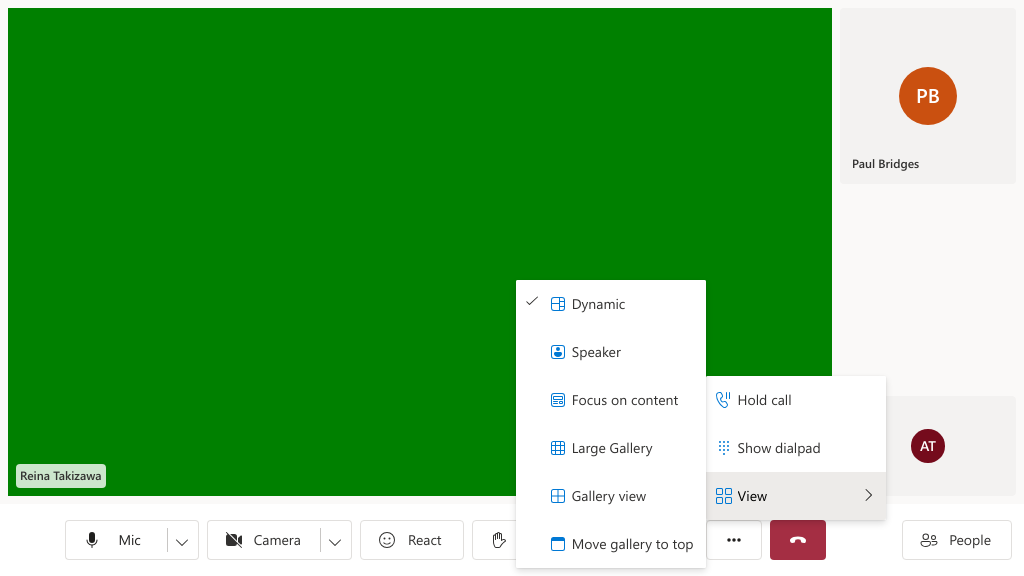 PB
Paul Bridges
Dynamic
Speaker
Focus on content
Large Gallery
Gallery view
Move gallery to top
Hold call
Show dialpad
View
AT
Reina Takizawa
Mic
Camera
React
People